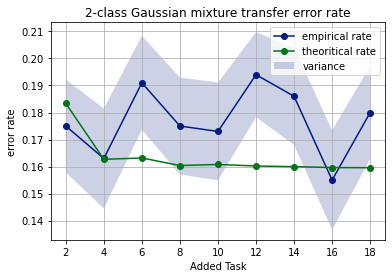 2-class Gaussian mixture transfer error rate
empirical rate
theoritical rate
variance
0.21
0.20
0.19
0.18
0.17
0.16
0.15
0.14
error rate
2 4 6 8 10 12 14 16 18
Added Task